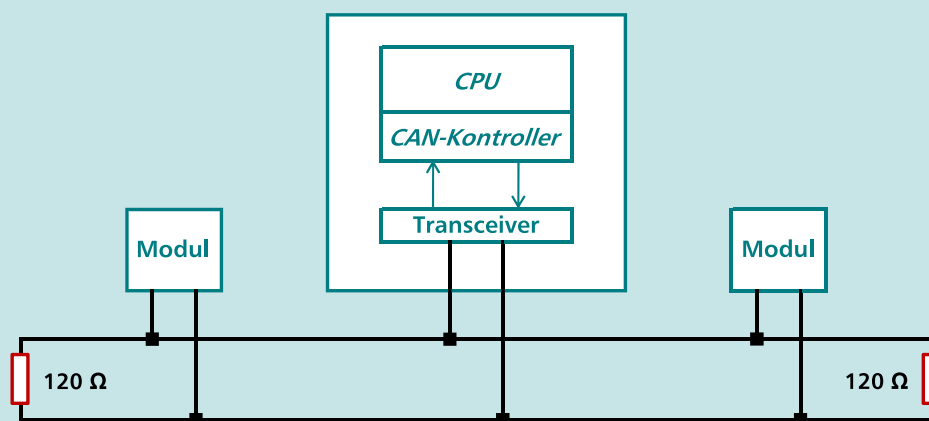 CPU
CAN-Kontroller
Transceiver
Modul
Modul
120 Ω
120 Ω